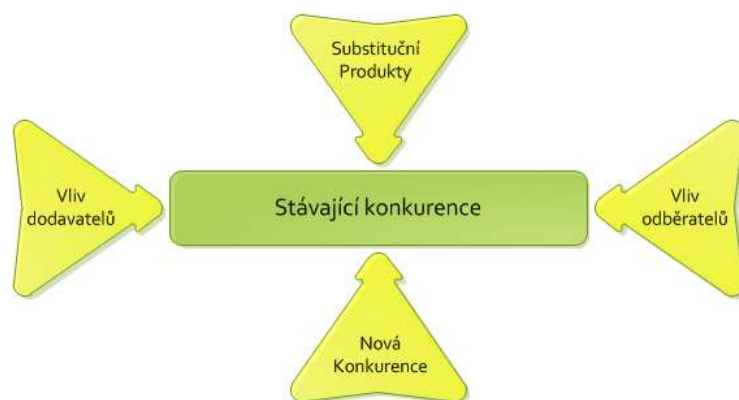 Substituční
Produkty
Vliv
dodavatelů
Stávající konkurence
Vliv
odběratelů
Nová
Konkurence